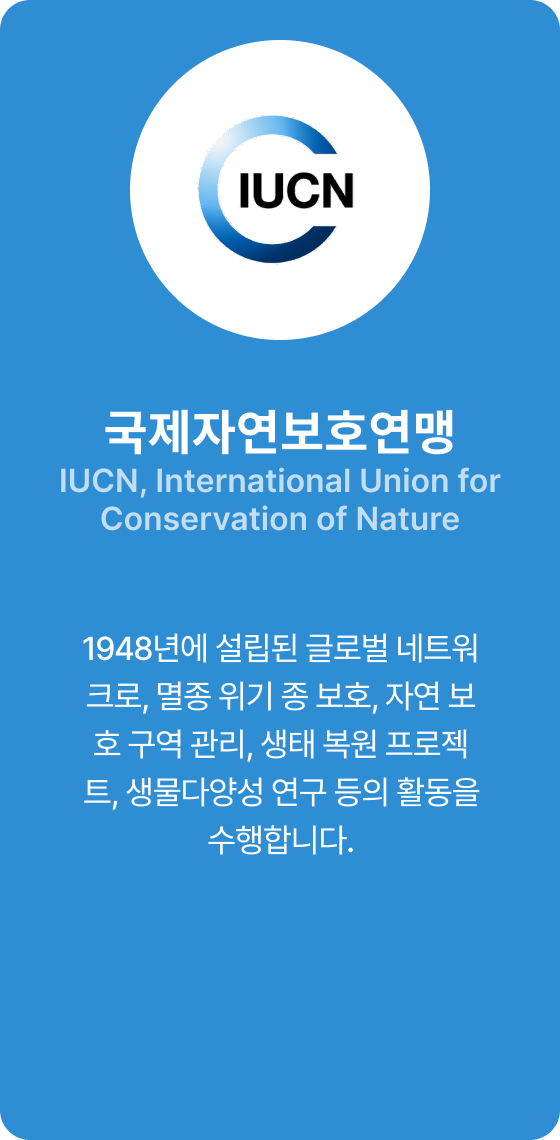 IUCN
국제자연보호연맹
IUCN, International Union for
Conservation of Nature
1948년에 설립된 글로벌 네트워
크로, 멸종 위기 종 보호, 자연 보
호 구역 관리, 생태 복원 프로젝
트, 생물다양성 연구 등의 활동을
수행합니다.